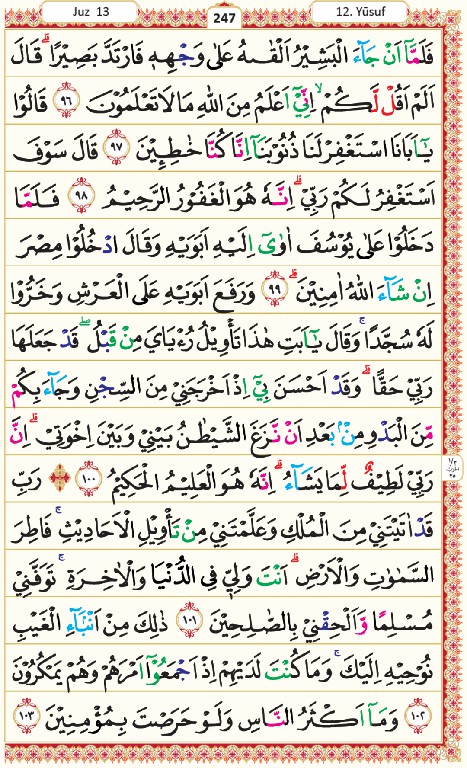 Juz 13
247
12. Yūsuf
فَلَمَّآ اَنْ جَآءَ الْبَشِيْرُ اَلْقٰىهُ عَلٰى وَجْهِهٖ فَارْتَدَّ بَصِيْرًاۗ قَالَ
اَلَمْ اَقُلْ لَّكُمْۙ اِنِّيْٓ اَعْلَمُ مِنَ اللّٰهِ مَا لَا تَعْلَمُوْنَ ٩٦ قَالُوْا
يٰٓاَبَانَا اسْتَغْفِرْ لَنَا ذُنُوْبَنَآ اِنَّا كُنَّا خٰطِـِٕيْنَ ٩٧ قَالَ سَوْفَ
اَسْتَغْفِرُ لَكُمْ رَبِّيْۗ اِنَّهٗ هُوَ الْغَفُوْرُ الرَّحِيْمُ ٩٨ فَلَمَّا
دَخَلُوْا عَلٰى يُوْسُفَ اٰوٰٓى اِلَيْهِ اَبَوَيْهِ وَقَالَ ادْخُلُوْا مِصْرَ
اِنْ شَآءَ اللّٰهُ اٰمِنِيْنَۗ ٩٩ وَرَفَعَ اَبَوَيْهِ عَلَى الْعَرْشِ وَخَرُّوْا
لَهٗ سُجَّدًاۚ وَقَالَ يٰٓاَبَتِ هٰذَا تَأْوِيْلُ رُءْيَايَ مِنْ قَبْلُ ۖقَدْ جَعَلَهَا
رَبِّيْ حَقًّاۗ وَقَدْ اَحْسَنَ بِيْٓ اِذْ اَخْرَجَنِيْ مِنَ السِّجْنِ وَجَآءَ بِكُمْ
مِّنَ الْبَدْوِ مِنْۢ بَعْدِ اَنْ نَّزَغَ الشَّيْطٰنُ بَيْنِيْ وَبَيْنَ اِخْوَتِيْۗ اِنَّ
رَبِّيْ لَطِيْفٌ لِّمَا يَشَآءُۗ اِنَّهٗ هُوَ الْعَلِيْمُ الْحَكِيْمُ ١٠٠ رَبِّ
قَدْ اٰتَيْتَنِيْ مِنَ الْمُلْكِ وَعَلَّمْتَنِيْ مِنْ تَأْوِيْلِ الْاَحَادِيْثِۚ فَاطِرَ
السَّمٰوٰتِ وَالْاَرْضِۗ اَنْتَ وَلِيّٖ فِى الدُّنْيَا وَالْاٰخِرَةِۚ تَوَفَّنِيْ
مُسْلِمًا وَّاَلْحِقْنِيْ بِالصّٰلِحِيْنَ ١٠١ ذٰلِكَ مِنْ اَنْۢبَآءِ الْغَيْبِ
نُوْحِيْهِ اِلَيْكَۚ وَمَا كُنْتَ لَدَيْهِمْ اِذْ اَجْمَعُوْٓا اَمْرَهُمْ وَهُمْ يَمْكُرُوْنَ
١٠٢ وَمَآ اَكْثَرُ النَّاسِ وَلَوْ حَرَصْتَ بِمُؤْمِنِيْنَ ١٠٣